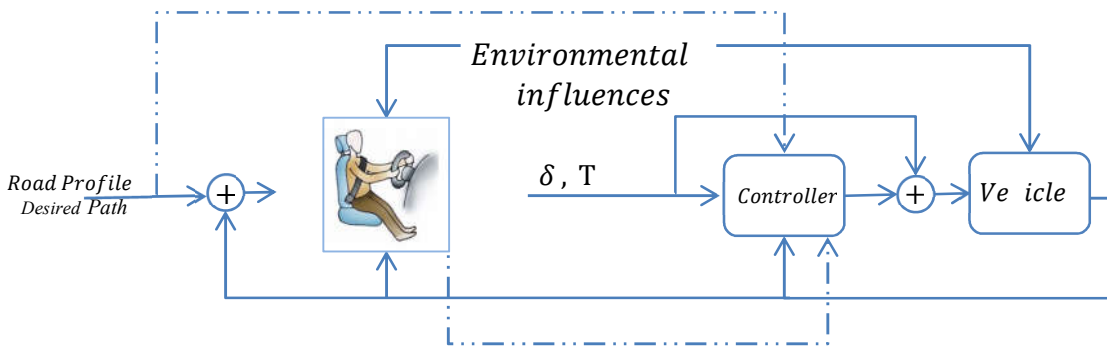 Environmental
influences
Road Profile
Desired Path
+
δ , T
Controller
+
Ve icle